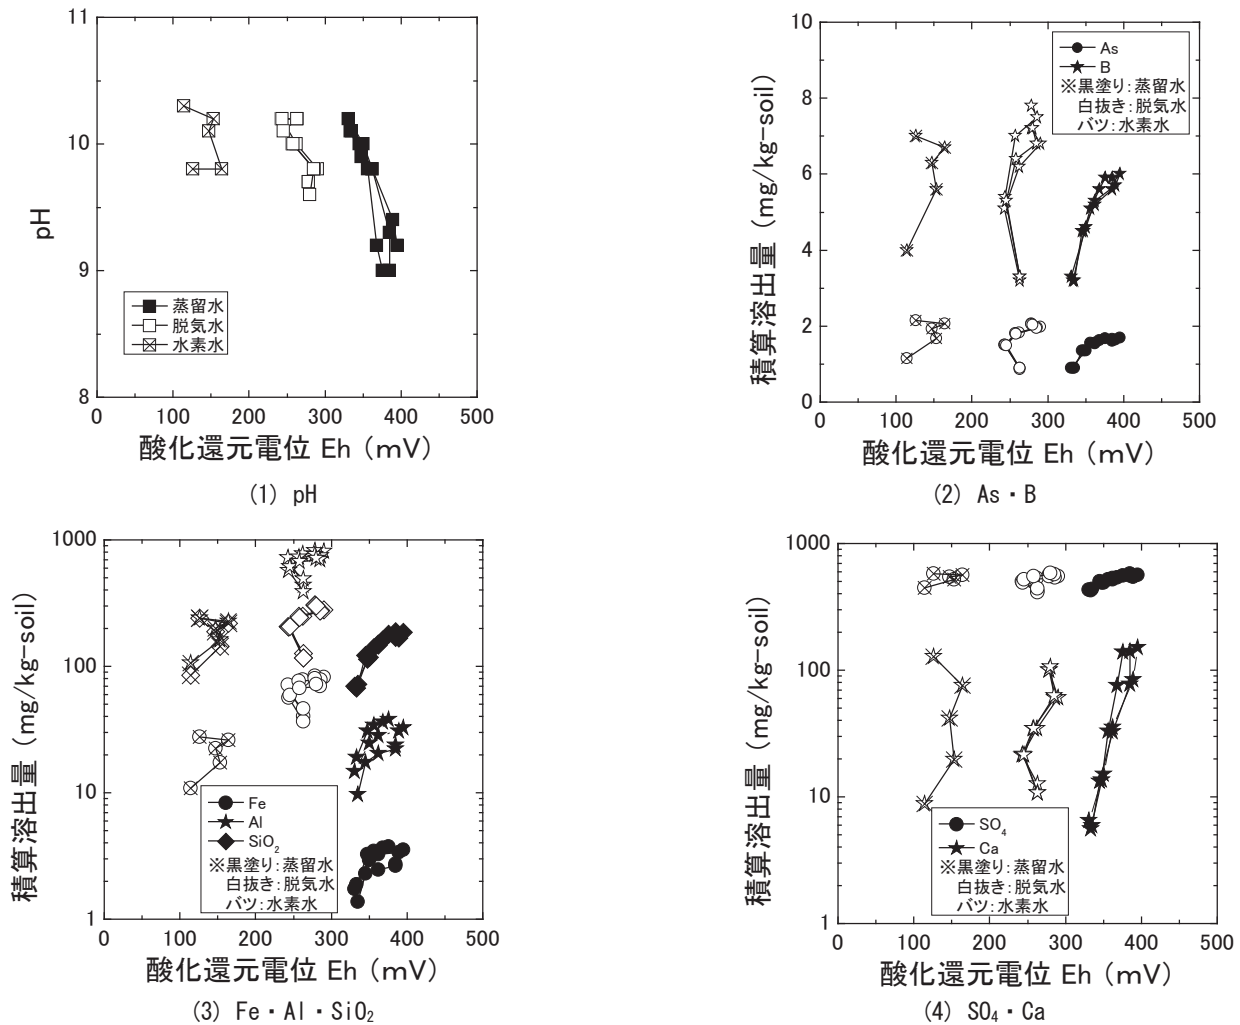 11
10
9
8
pH
0
100
200
300
400
500
蒸留水
脱気水
水素水
酸化還元電位 Eh (mV)
(1) pH
10
8
6
4
2
0
積算溶出量 (mg/kg-soil)
0
100
200
300
400
500
As
B
※黒塗り:蒸留水
白抜き:脱気水
バツ:水素水
酸化還元電位 Eh (mV)
(2) As・B
1000
100
10
1
積算溶出量 (mg/kg-soil)
0
100
200
300
400
500
Fe
Al
SiO₂
※黒塗り:蒸留水
白抜き:脱気水
バツ:水素水
酸化還元電位 Eh (mV)
(3) Fe・Al・SiO₂
1000
100
10
1
積算溶出量 (mg/kg-soil)
0
100
200
300
400
500
SO₄
Ca
※黒塗り:蒸留水
白抜き:脱気水
バツ:水素水
酸化還元電位 Eh (mV)
(4) SO₄・Ca